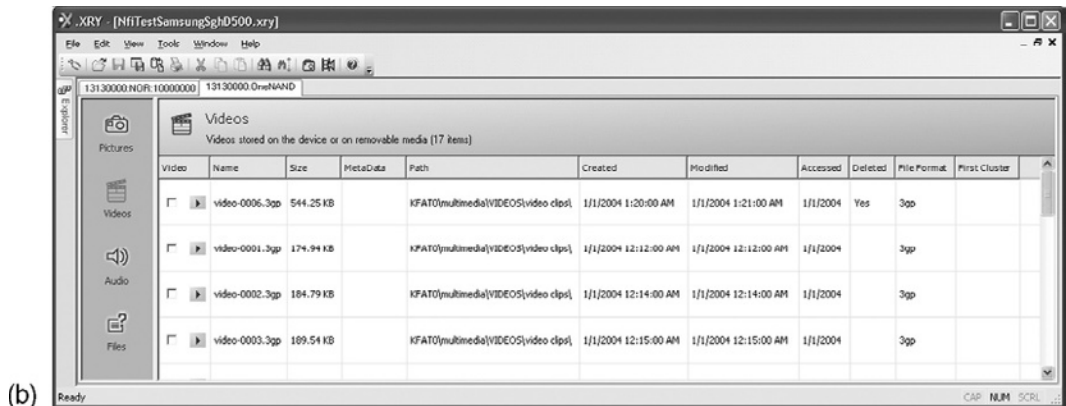 .XRY - [NfiTestSamsungSghD500.xry]
File Edit View Tools Window Help
13130000:NOR:10000000 13130000:OneNAND
Explorer
Pictures
Videos
Audio
Files
Videos
Videos stored on the device or on removable media (17 items)
Video Name Size MetaData Path Created Modified Accessed Deleted File Format First Cluster
video-0006.3gp 544.25 KB KFAT0\multimedia\VIDEOS\video clips\ 1/1/2004 1:20:00 AM 1/1/2004 1:21:00 AM 1/1/2004 Yes 3gp
video-0001.3gp 174.94 KB KFAT0\multimedia\VIDEOS\video clips\ 1/1/2004 12:12:00 AM 1/1/2004 12:12:00 AM 1/1/2004 3gp
video-0002.3gp 184.79 KB KFAT0\multimedia\VIDEOS\video clips\ 1/1/2004 12:14:00 AM 1/1/2004 12:14:00 AM 1/1/2004 3gp
video-0003.3gp 189.54 KB KFAT0\multimedia\VIDEOS\video clips\ 1/1/2004 12:15:00 AM 1/1/2004 12:15:00 AM 1/1/2004 3gp
(b)
Ready CAP NUM SCRL